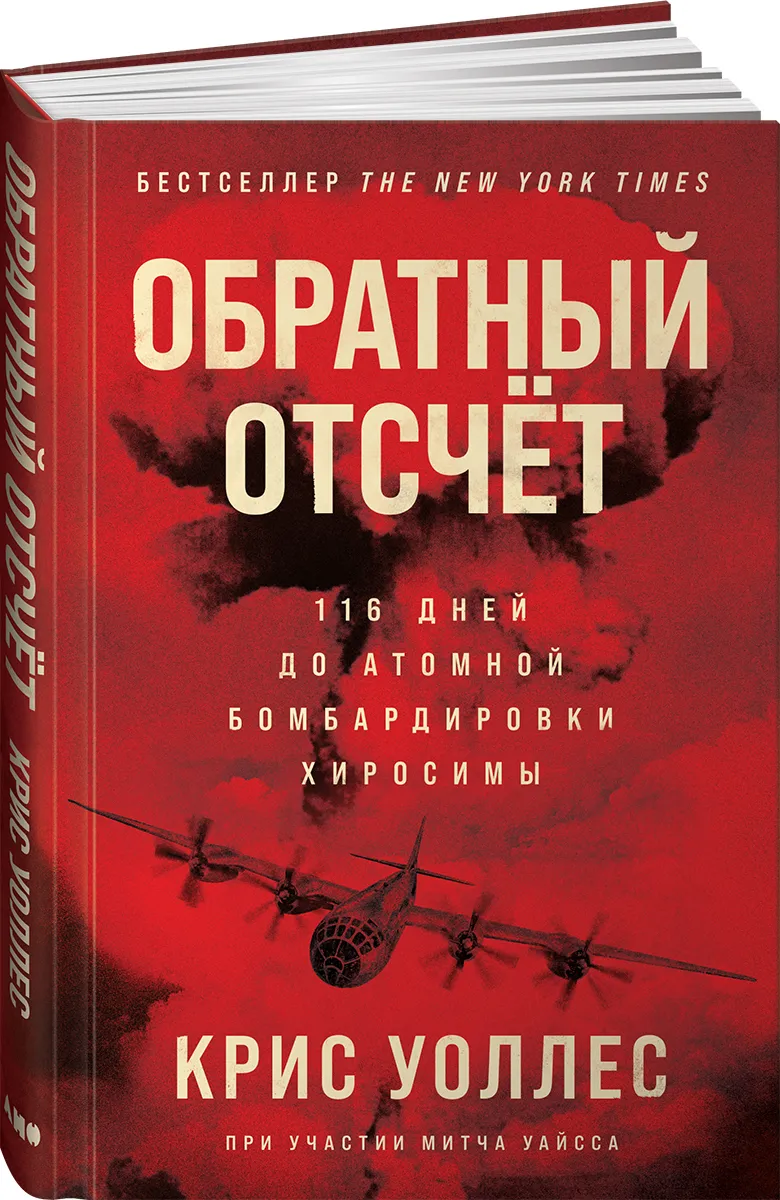 БЕСТСЕЛЛЕР THE NEW YORK TIMES
ОБРАТНЫЙ
ОТСЧЁТ
116 ДНЕЙ
ДО АТОМНОЙ
БОМБАРДИРОВКИ
ХИРОСИМЫ
КРИС УОЛЛЕС
ПРИ УЧАСТИИ МИТЧА УАЙССА
ОБРАТНЫЙ ОТСЧЁТ КРИС УОЛЛЕС